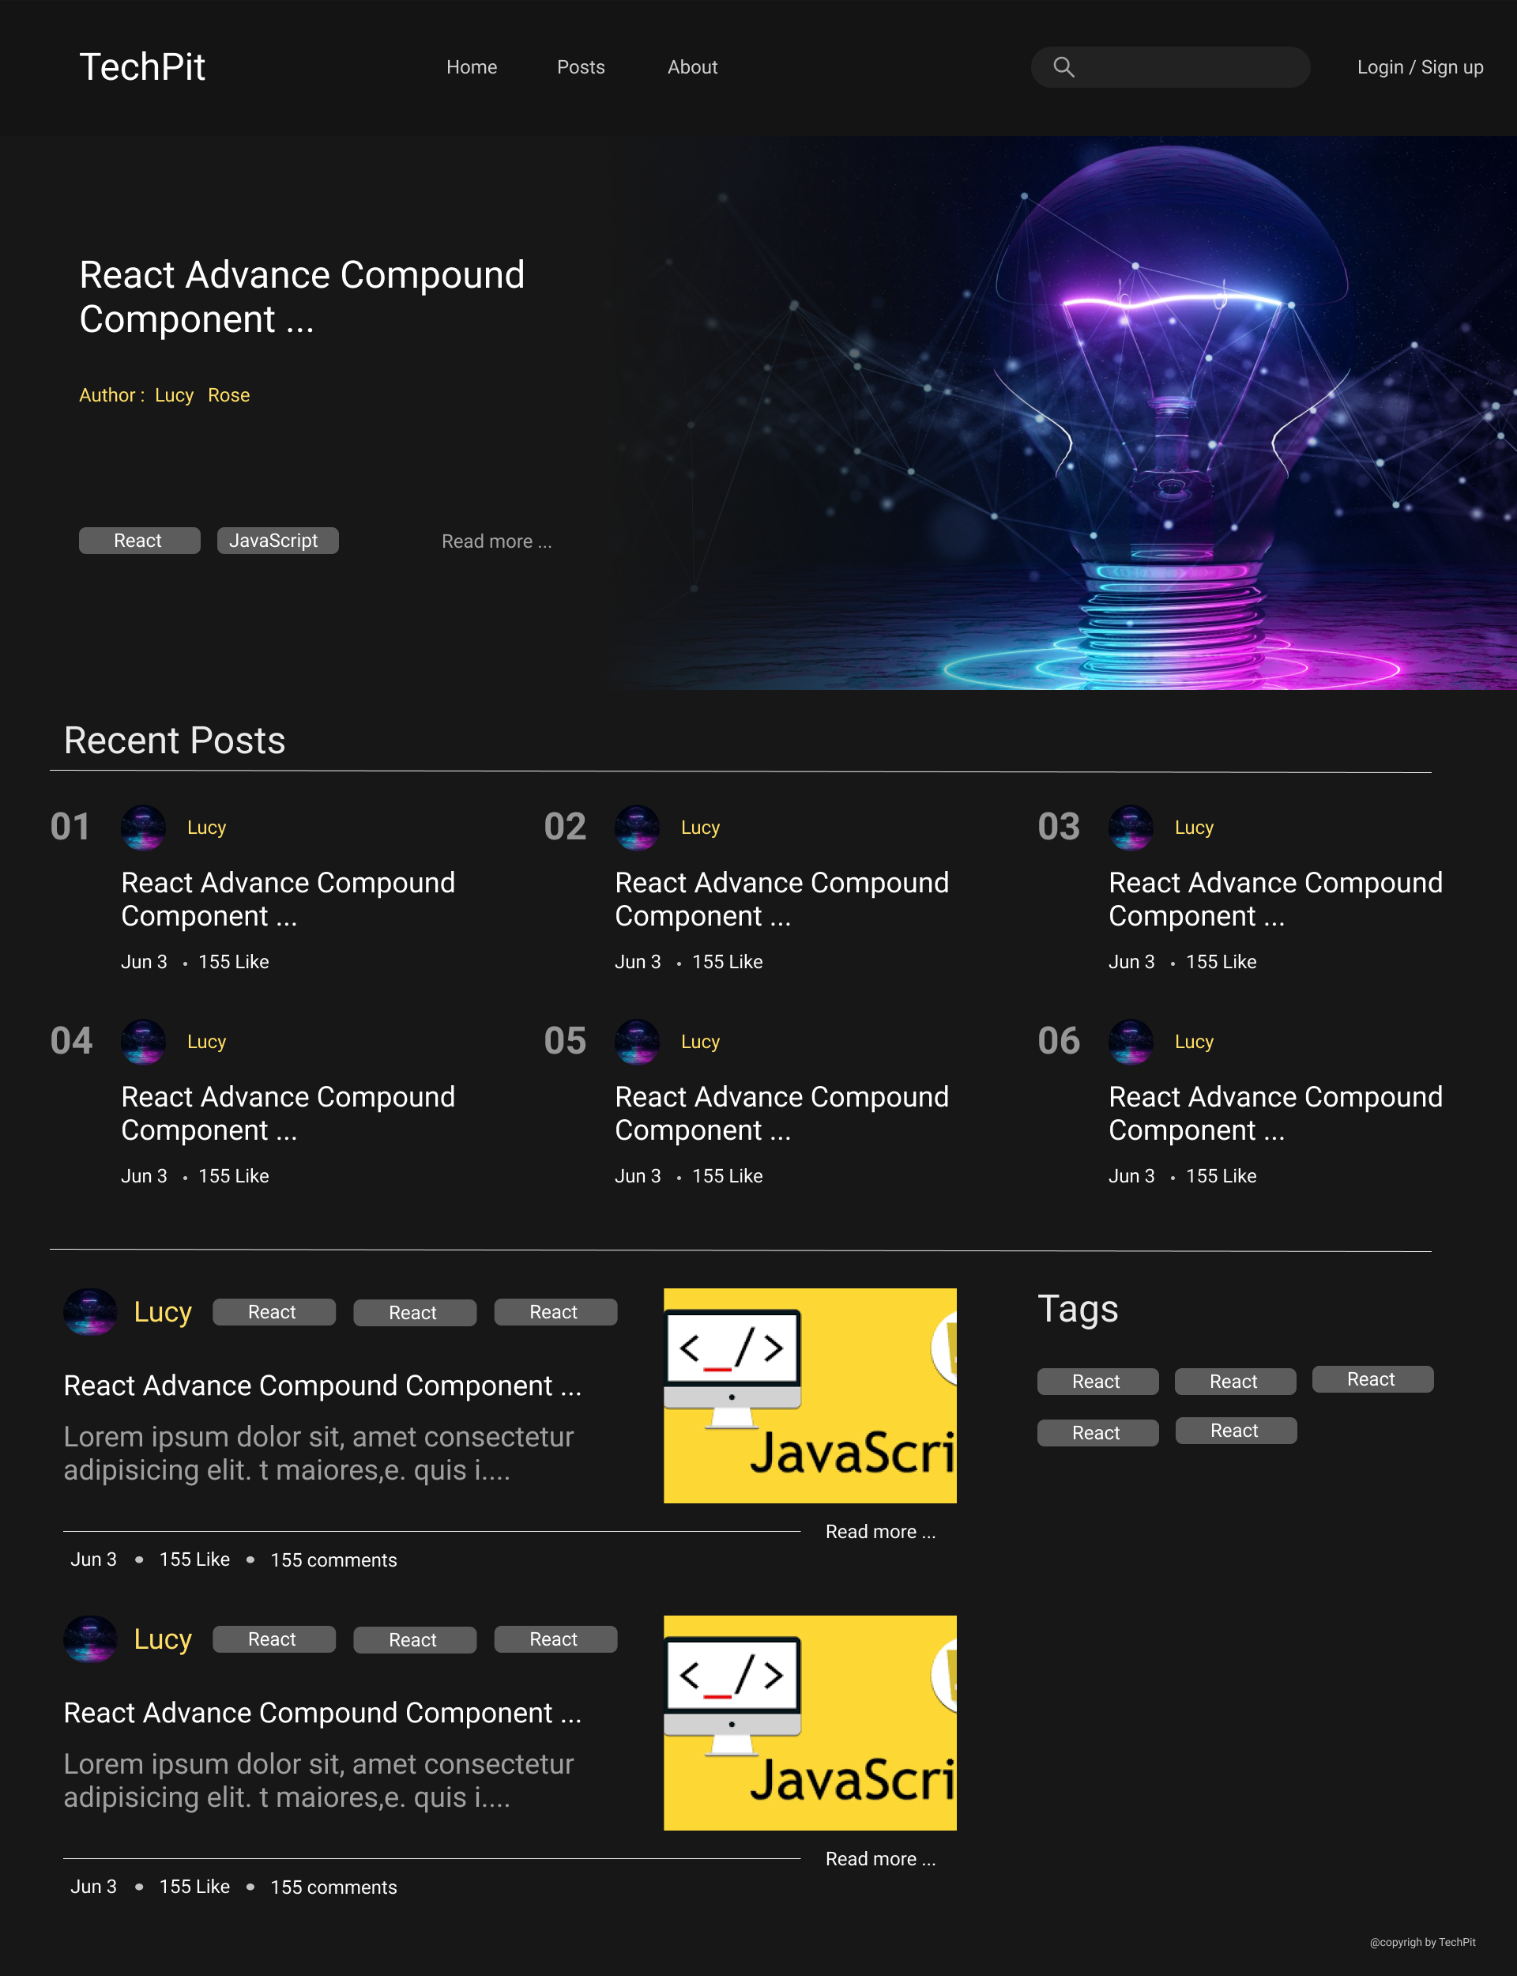 TechPit
Home
Posts
About
Login / Sign up
React Advance Compound
Component ...
Author : Lucy Rose
React
JavaScript
Read more ...
Recent Posts
01
Lucy
React Advance Compound
Component ...
Jun 3 • 155 Like
02
Lucy
React Advance Compound
Component ...
Jun 3 • 155 Like
03
Lucy
React Advance Compound
Component ...
Jun 3 • 155 Like
04
Lucy
React Advance Compound
Component ...
Jun 3 • 155 Like
05
Lucy
React Advance Compound
Component ...
Jun 3 • 155 Like
06
Lucy
React Advance Compound
Component ...
Jun 3 • 155 Like
Lucy
React
React
React
React Advance Compound Component ...
Lorem ipsum dolor sit, amet consectetur
adipisicing elit. t maiores,e. quis i....
<_/>
JavaScri
Read more ...
Jun 3 • 155 Like • 155 comments
Tags
React
React
React
React
React
Lucy
React
React
React
React Advance Compound Component ...
Lorem ipsum dolor sit, amet consectetur
adipisicing elit. t maiores,e. quis i....
<_/>
JavaScri
Read more ...
Jun 3 • 155 Like • 155 comments
@copyrigh by TechPit